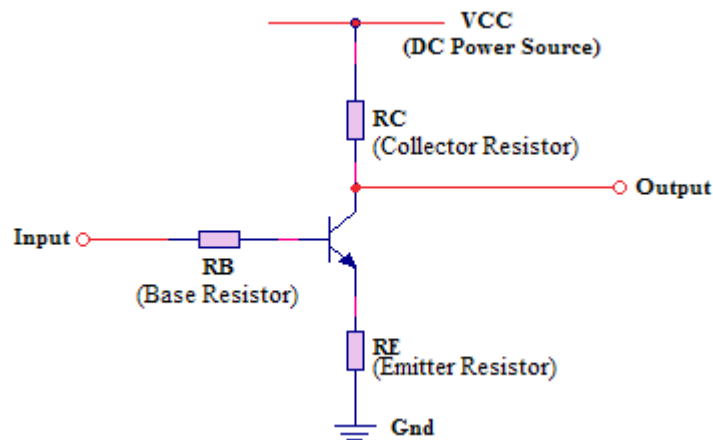 VCC
(DC Power Source)
RC
(Collector Resistor)
Output
Input
RB
(Base Resistor)
RE
(Emitter Resistor)
Gnd